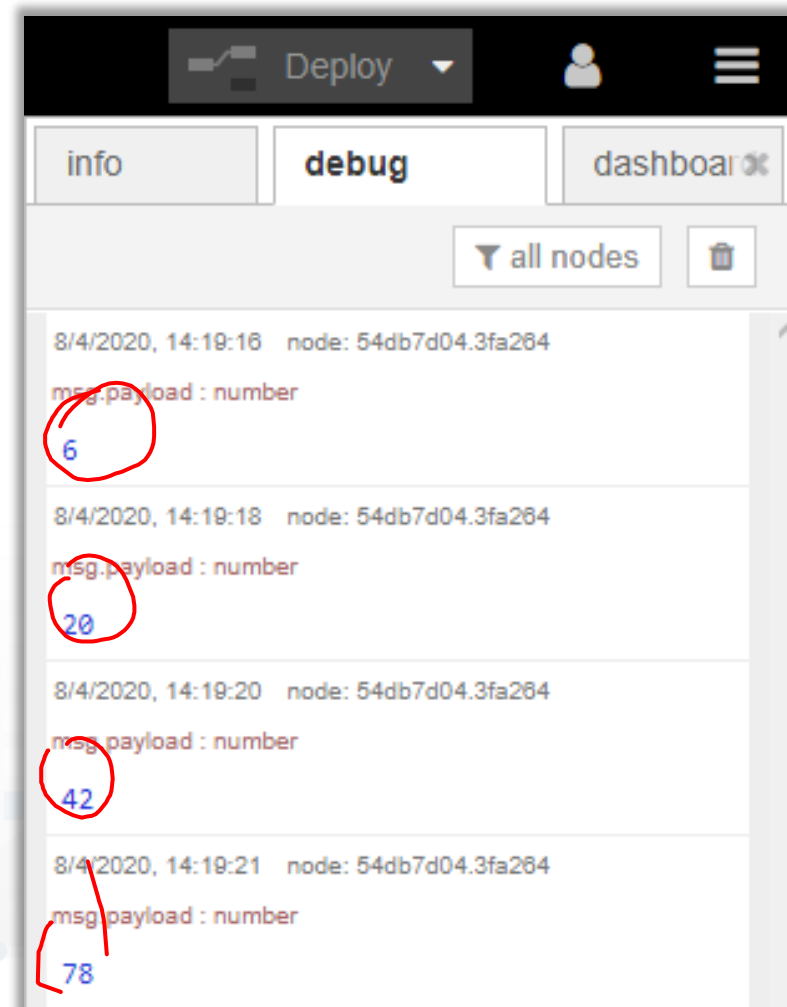 Deploy
info debug dashboar
all nodes
8/4/2020, 14:19:16 node: 54db7d04.3fa264
msg.payload : number
6
8/4/2020, 14:19:18 node: 54db7d04.3fa264
msg.payload : number
20
8/4/2020, 14:19:20 node: 54db7d04.3fa264
msg.payload : number
42
8/4/2020, 14:19:21 node: 54db7d04.3fa264
msg.payload : number
78